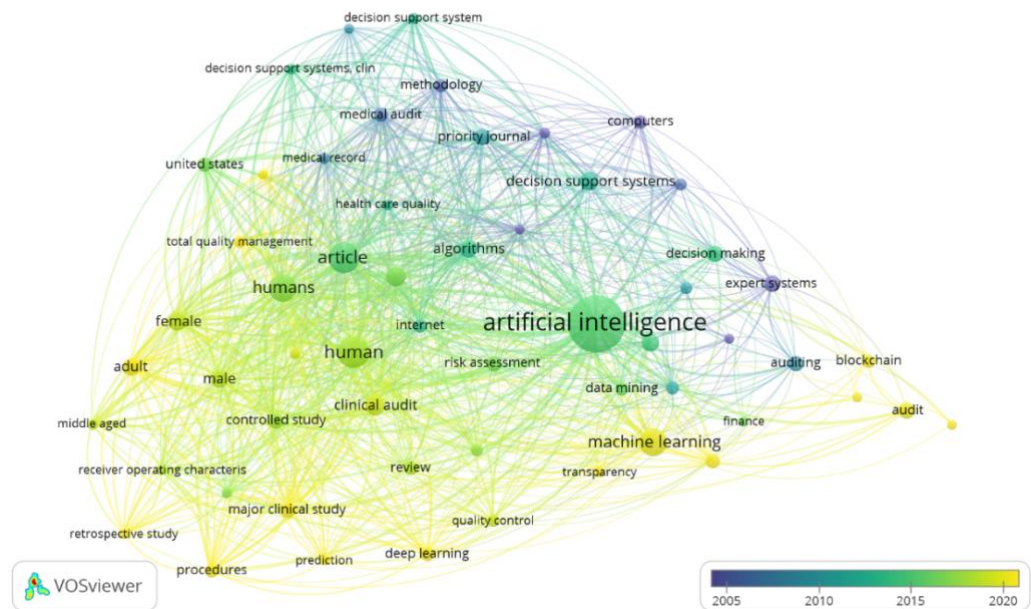 decision support system
decision support systems, clin
methodology
medical audit
computers
priority journal
united states
medical record
decision support systems
health care quality
total quality management
article
algorithms
decision making
humans
expert systems
female
internet
artificial intelligence
human
risk assessment
adult
male
auditing
blockchain
data mining
clinical audit
audit
middle aged
controlled study
finance
machine learning
receiver operating characteris
review
transparency
major clinical study
quality control
retrospective study
prediction
deep learning
procedures
VOSviewer
2005 2010 2015 2020